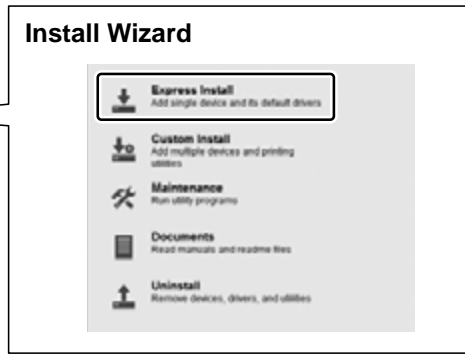 Install Wizard
Express Install
Add single device and its default drivers
Custom Install
Add multiple devices and printing
utilities
Maintenance
Run utility programs
Documents
Read manuals and readme files
Uninstall
Remove devices, drivers, and utilities